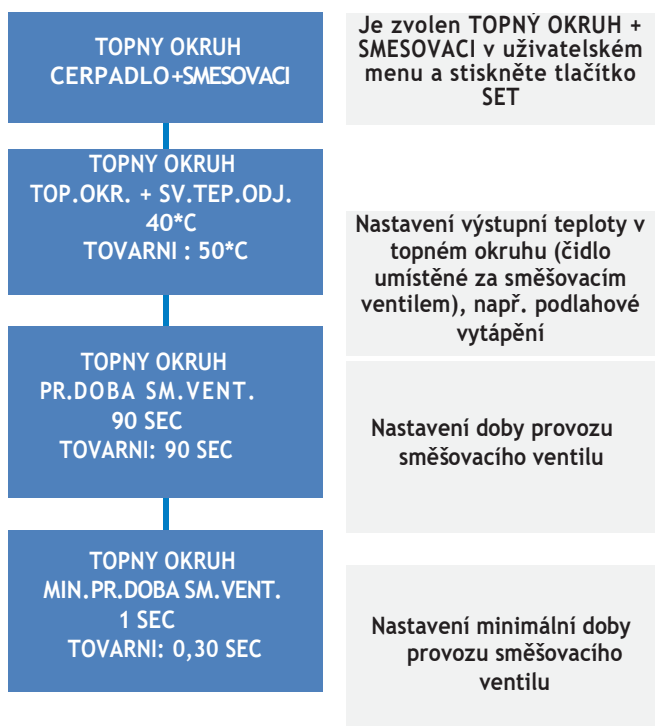 TOPNY OKRUH
CERPADLO+SMESOVACI
Je zvolen TOPNÝ OKRUH +
SMESOVACI v uživatelském
menu a stiskněte tlačítko
SET
TOPNY OKRUH
TOP.OKR. + SV.TEP.ODJ.
40*C
TOVARNI : 50*C
Nastavení výstupní teploty v
topném okruhu (čidlo
umístěné za směšovacím
ventilem), např. podlahové
vytápění
TOPNY OKRUH
PR.DOBA SM.VENT.
90 SEC
TOVARNI: 90 SEC
Nastavení doby provozu
směšovacího ventilu
TOPNY OKRUH
MIN.PR.DOBA SM.VENT.
1 SEC
TOVARNI: 0,30 SEC
Nastavení minimální doby
provozu směšovacího
ventilu